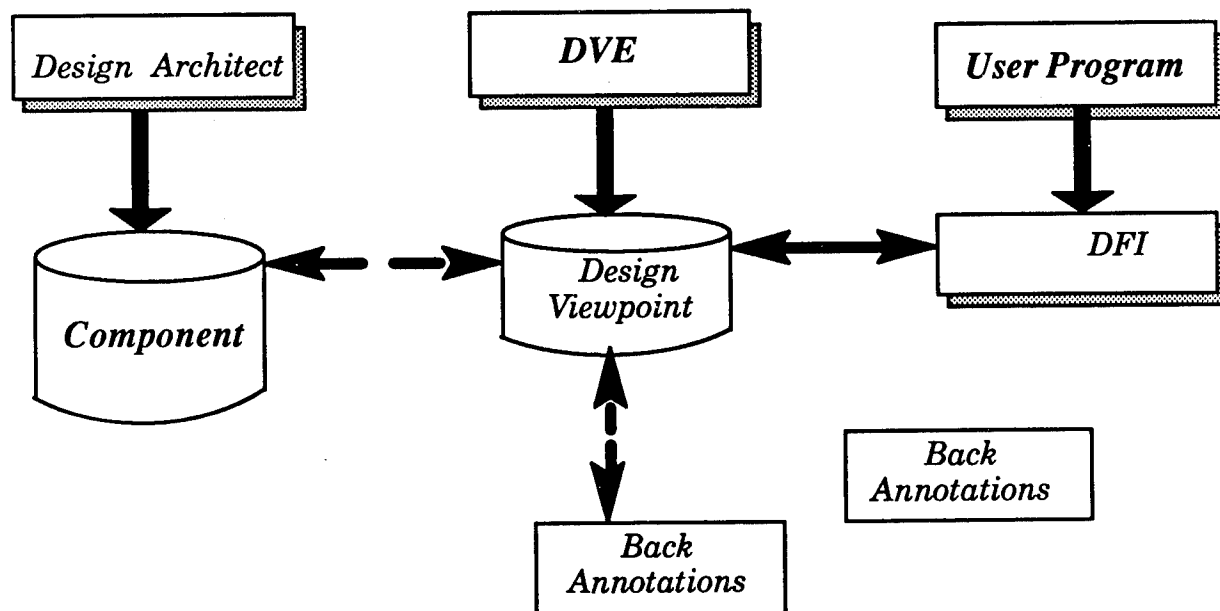 Design Architect
DVE
User Program
Component
Design
Viewpoint
DFI
Back
Annotations
Back
Annotations